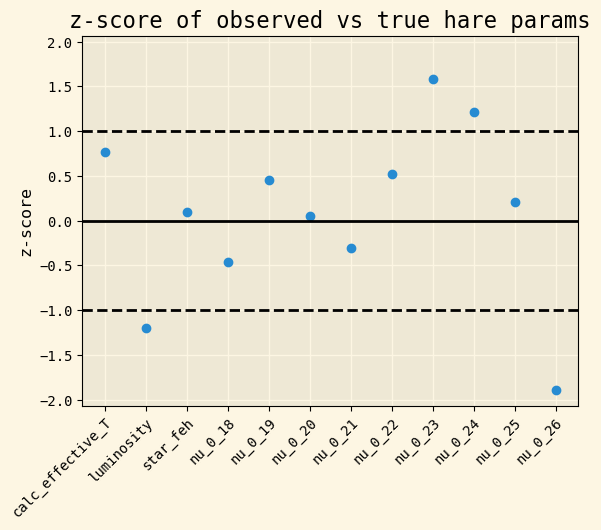 z-score of observed vs true hare params
z-score
2.0
1.5
1.0
0.5
0.0
−0.5
−1.0
−1.5
−2.0
calc_effective_T
luminosity
star_feh
nu_0_18
nu_0_19
nu_0_20
nu_0_21
nu_0_22
nu_0_23
nu_0_24
nu_0_25
nu_0_26